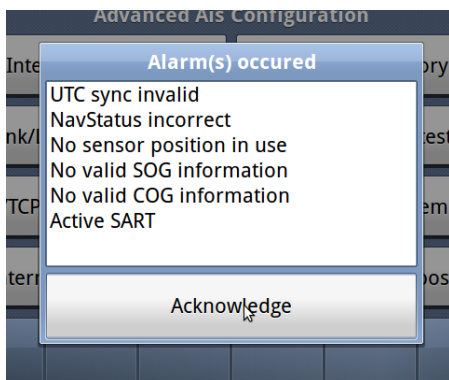 Advanced Ais Configuration
Alarm(s) occured
UTC sync invalid
NavStatus incorrect
No sensor position in use
No valid SOG information
No valid COG information
Active SART
Acknowledge